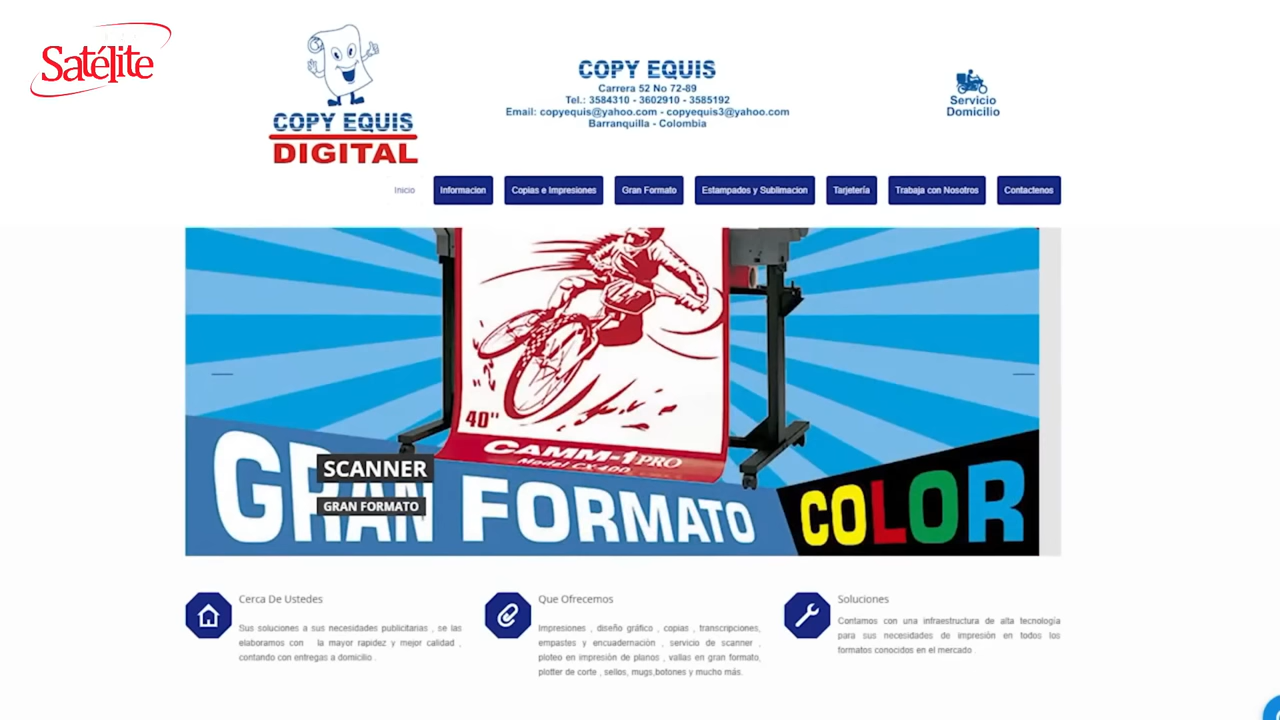 Satélite
COPY EQUIS
DIGITAL
COPY EQUIS
Carrera 52 No 72-89
Tel.: 3584310 - 3602910 - 3585192
Email: copyequis@yahoo.com - copyequis3@yahoo.com
Barranquilla - Colombia
Servicio
Domicilio
Inicio
Informacion
Copias e Impresiones
Gran Formato
Estampados y Sublimacion
Tarjetería
Trabaja con Nosotros
Contactenos
40"
CAMM-1 PRO
Model CX-400
GRAN FORMATO
COLOR
SCANNER
GRAN FORMATO
Cerca De Ustedes
Sus soluciones a sus necesidades publicitarias , se las
elaboramos con la mayor rapidez y mejor calidad ,
contando con entregas a domicilio .
Que Ofrecemos
Impresiones , diseño gráfico , copias , transcripciones,
empastes y encuadernación , servicio de scanner ,
ploteo en impresión de planos , vallas en gran formato,
plotter de corte , sellos, mugs,botones y mucho más.
Soluciones
Contamos con una infraestructura de alta tecnología
para sus necesidades de impresión en todos los
formatos conocidos en el mercado .